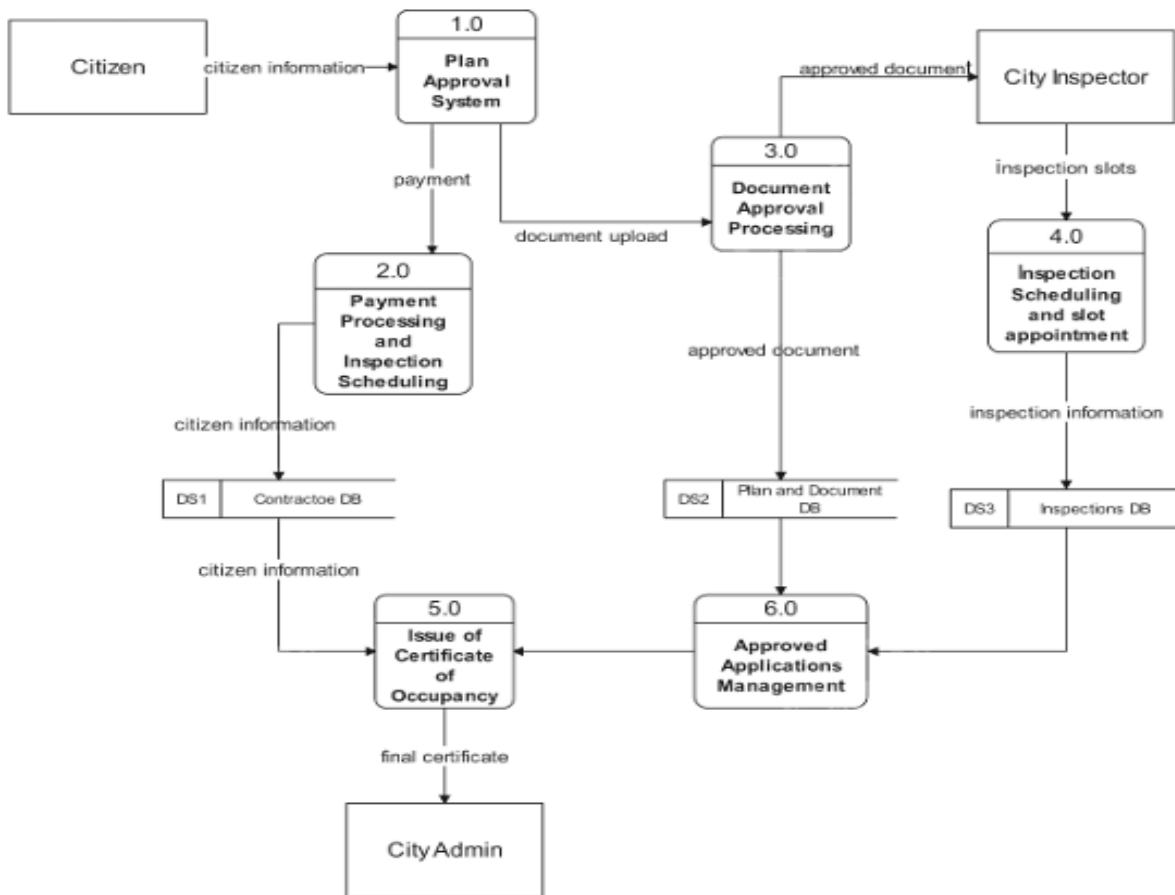 1.0
Plan
Approval
System
Citizen
citizen information
approved document
City Inspector
payment
3.0
Document
Approval
Processing
inspection slots
document upload
2.0
Payment
Processing
and
Inspection
Scheduling
4.0
Inspection
Scheduling
and slot
appointment
approved document
citizen information
inspection information
DS1
Contractoe DB
DS2
Pllan and Document
DB
DS3
Inspections DB
citizen information
5.0
Issue of
Certificate
of
Occupancy
6.0
Approved
Applications
Management
final certificate
City Admin